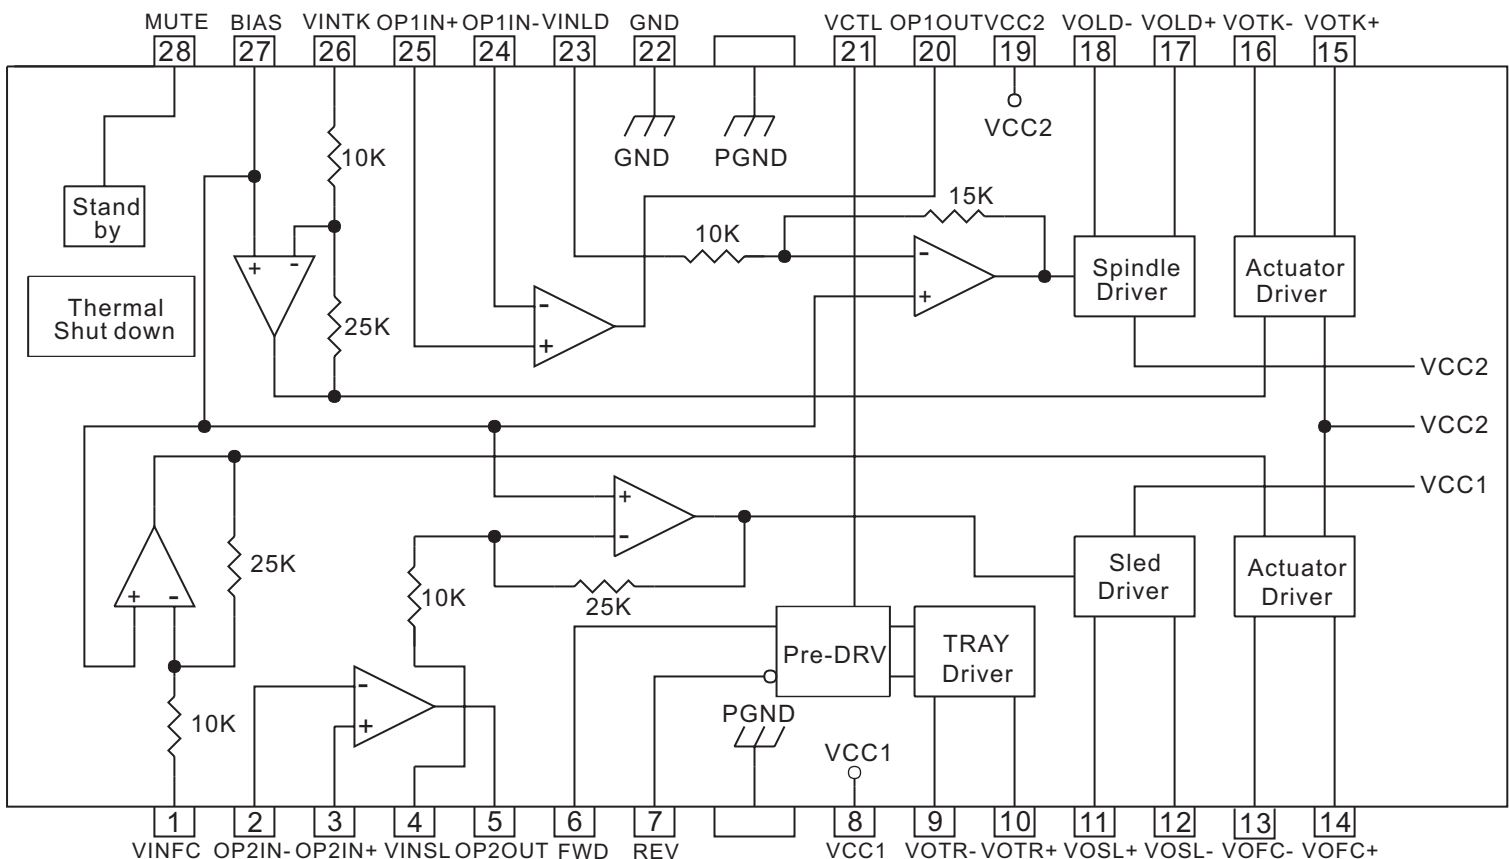 MUTE BIAS VINTK OP1IN+ OP1IN- VINLD GND VCTL OP1OUT VCC2 VOLD- VOLD+ VOTK- VOTK+
28 27 26 25 24 23 22 21 20 19 18 17 16 15
VCC2
GND PGND
10K
Stand
by
15K
10K
+ -
-
+
Spindle
Driver
Actuator
Driver
Thermal
Shut down
25K
-
+
VCC2
VCC2
VCC1
+
-
25K
10K
25K
Sled
Driver
Actuator
Driver
+ -
Pre-DRV
TRAY
Driver
-
+
10K
PGND
VCC1
1 2 3 4 5 6 7 8 9 10 11 12 13 14
VINFC OP2IN- OP2IN+ VINSL OP2OUT FWD REV VCC1 VOTR- VOTR+ VOSL+ VOSL- VOFC- VOFC+